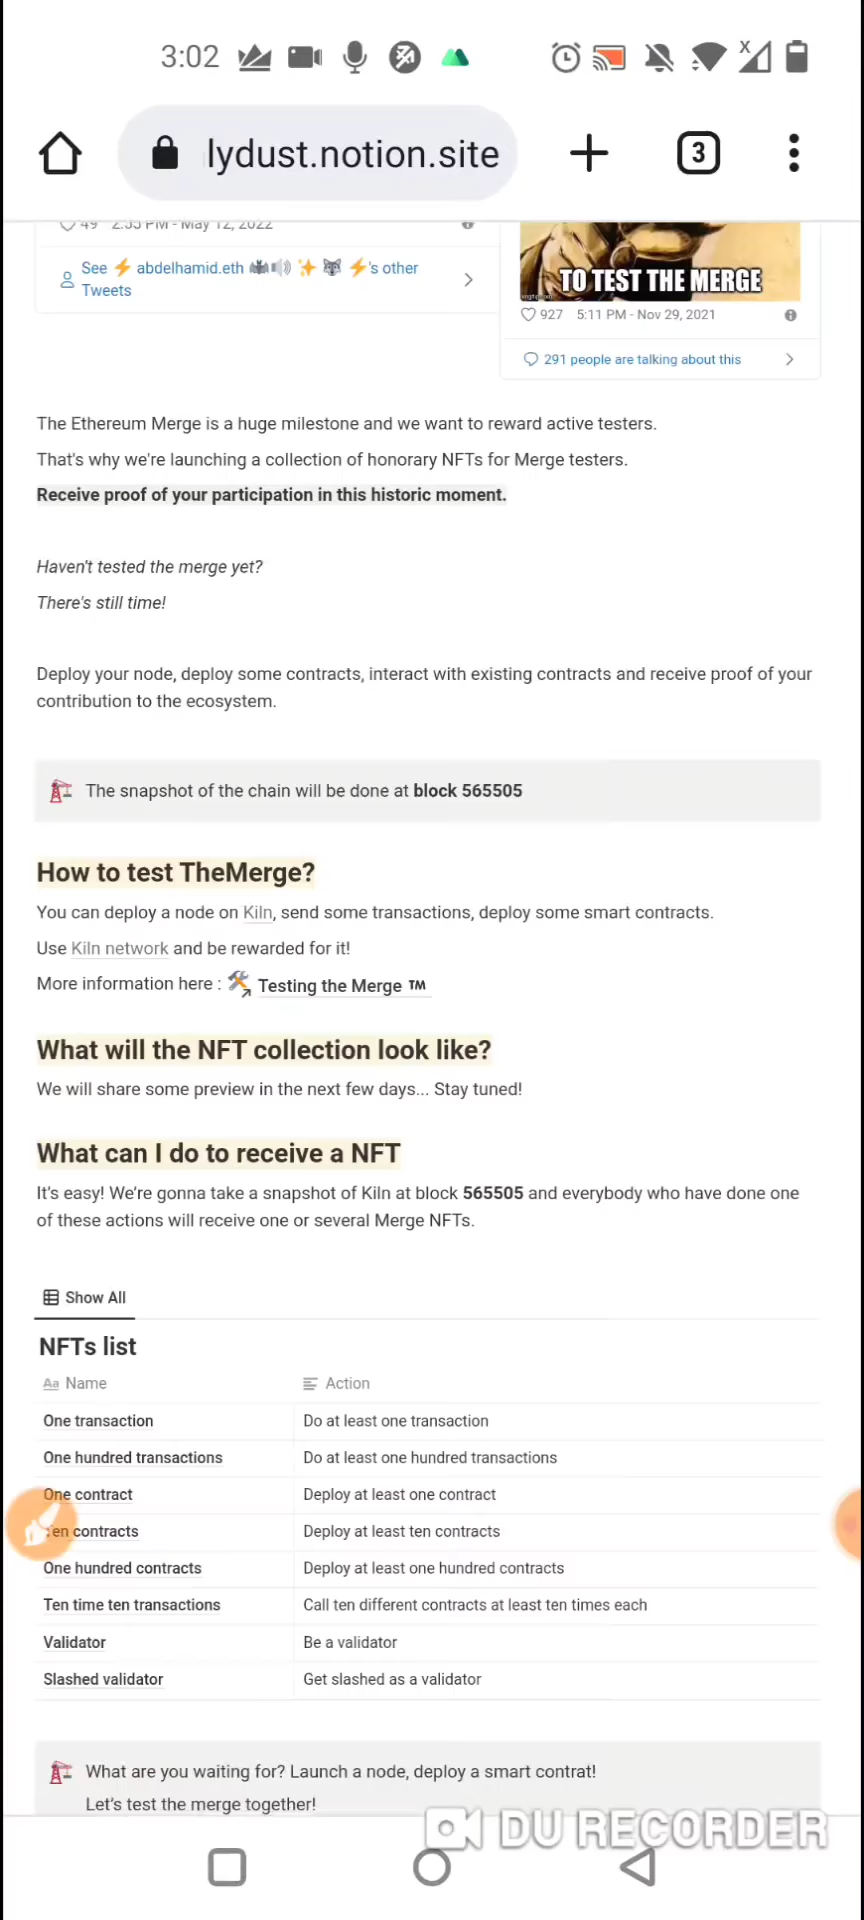 3:02
lydust.notion.site
3
49 2:55 PM - May 12, 2022
See ⚡ abdelhamid.eth 🦇🔊 ✨ 🐺 ⚡'s other
Tweets
TO TEST THE MERGE
927 5:11 PM - Nov 29, 2021
291 people are talking about this
The Ethereum Merge is a huge milestone and we want to reward active testers.
That's why we're launching a collection of honorary NFTs for Merge testers.
Receive proof of your participation in this historic moment.
Haven't tested the merge yet?
There's still time!
Deploy your node, deploy some contracts, interact with existing contracts and receive proof of your
contribution to the ecosystem.
The snapshot of the chain will be done at block 565505
How to test TheMerge?
You can deploy a node on Kiln, send some transactions, deploy some smart contracts.
Use Kiln network and be rewarded for it!
More information here : Testing the Merge ™
What will the NFT collection look like?
We will share some preview in the next few days... Stay tuned!
What can I do to receive a NFT
It's easy! We're gonna take a snapshot of Kiln at block 565505 and everybody who have done one
of these actions will receive one or several Merge NFTs.
Show All
NFTs list
Aa Name Action
One transaction Do at least one transaction
One hundred transactions Do at least one hundred transactions
One contract Deploy at least one contract
Ten contracts Deploy at least ten contracts
One hundred contracts Deploy at least one hundred contracts
Ten time ten transactions Call ten different contracts at least ten times each
Validator Be a validator
Slashed validator Get slashed as a validator
What are you waiting for? Launch a node, deploy a smart contrat!
Let's test the merge together!
DU RECORDER